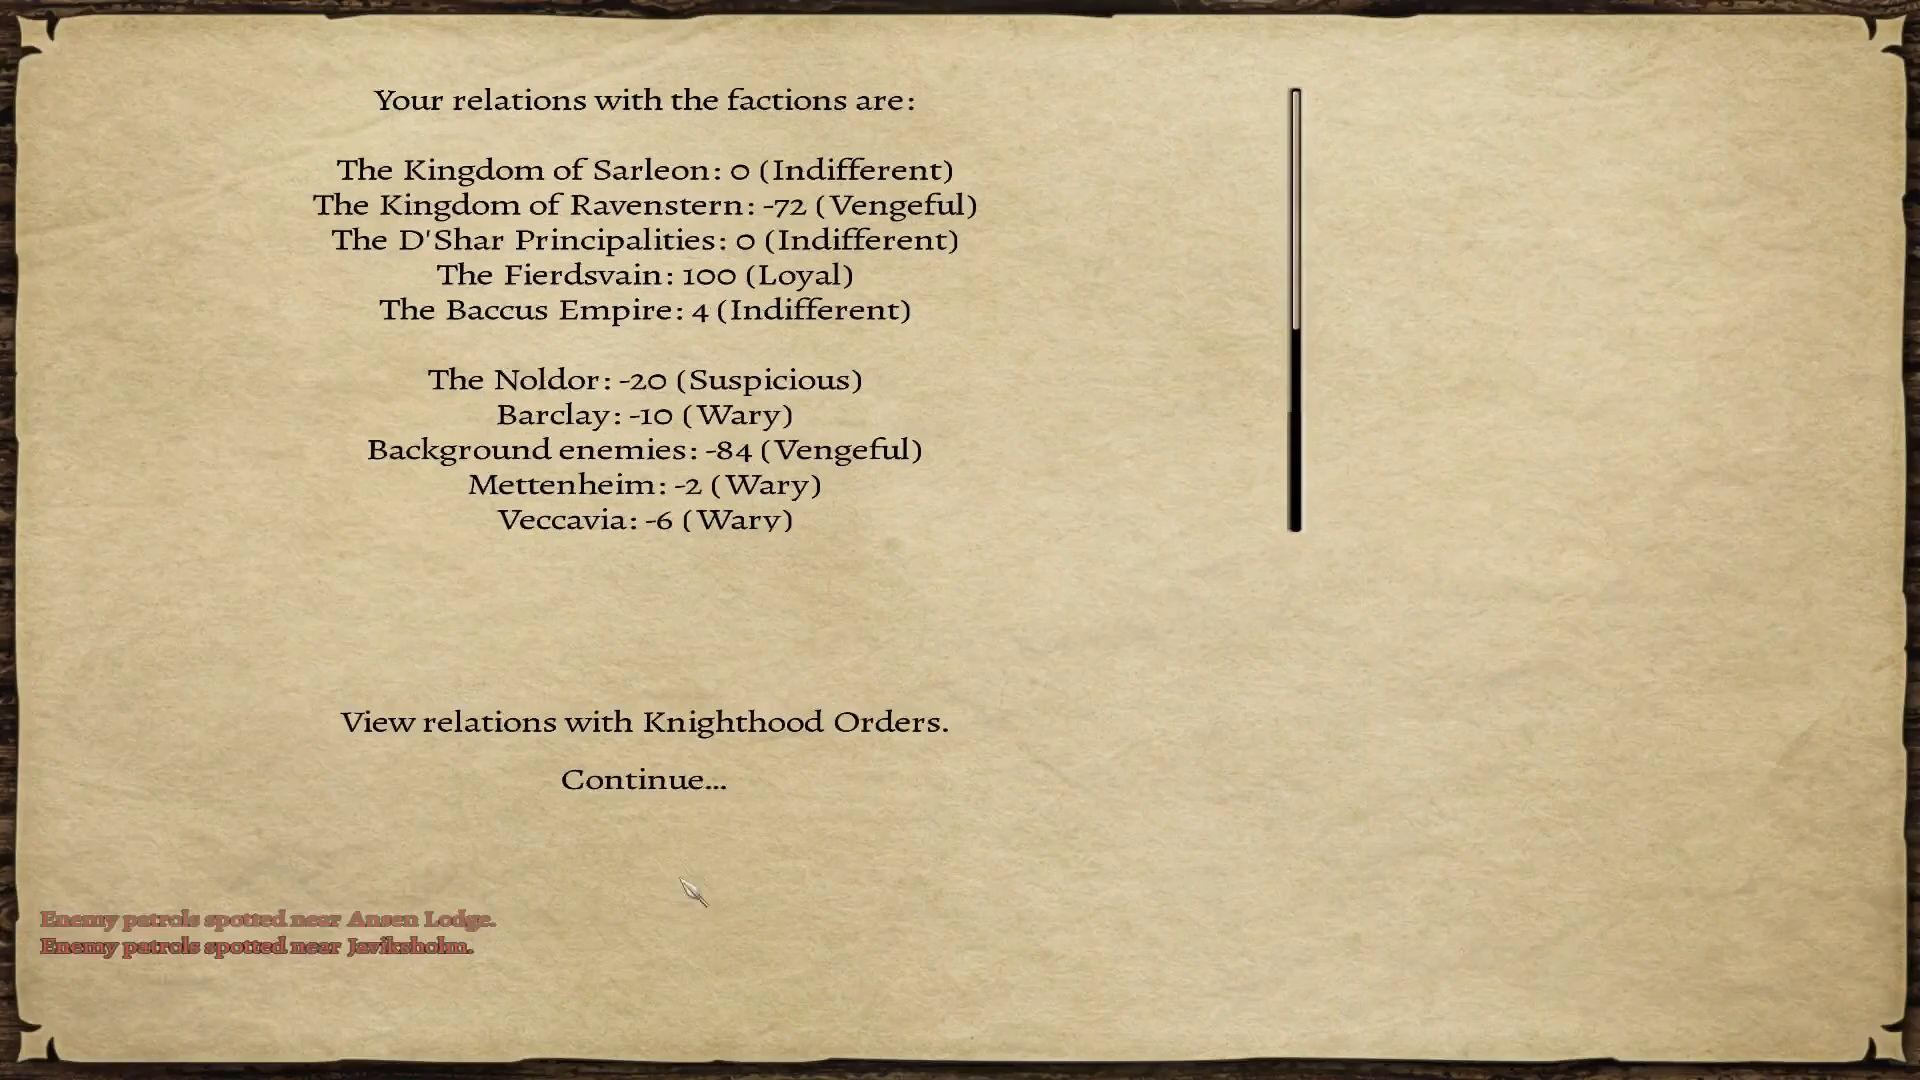 Your relations with the factions are:
The Kingdom of Sarleon: 0 (Indifferent)
The Kingdom of Ravenstern: -72 (Vengeful)
The D'Shar Principalities: 0 (Indifferent)
The Fierdsvain: 100 (Loyal)
The Baccus Empire: 4 (Indifferent)
The Noldor: -20 (Suspicious)
Barclay: -10 (Wary)
Background enemies: -84 (Vengeful)
Mettenheim: -2 (Wary)
Veccavia: -6 (Wary)
View relations with Knighthood Orders.
Continue...
Enemy patrols spotted near Ansen Lodge.
Enemy patrols spotted near Javiksholm.